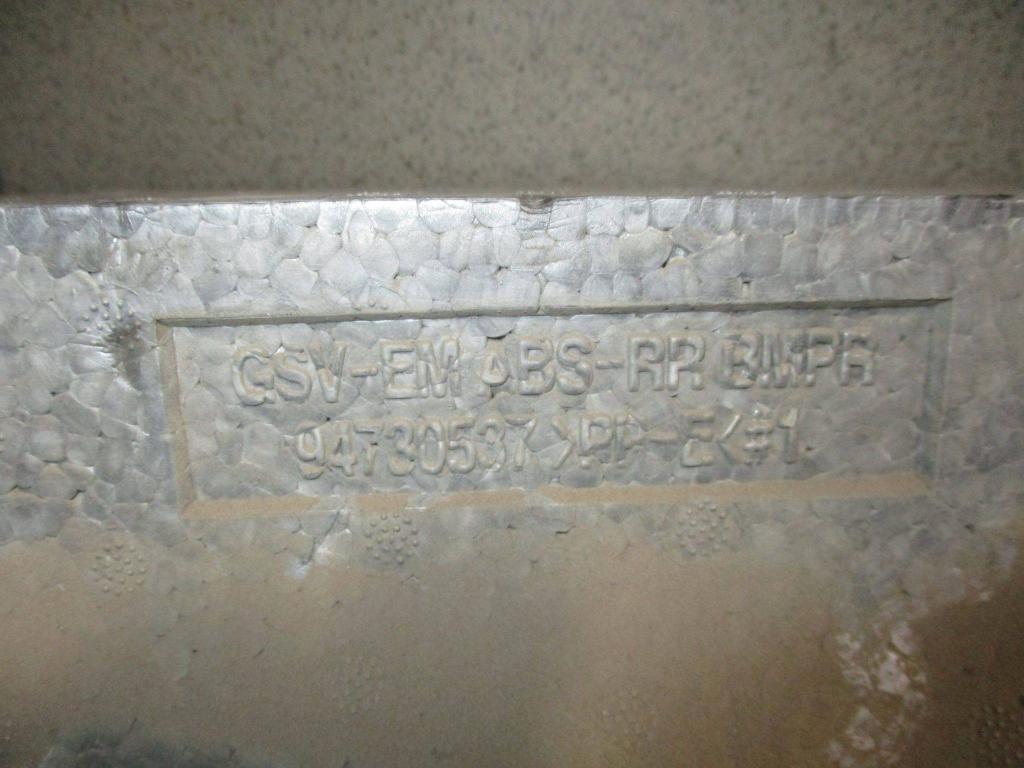 GSV-EM ABS-RR BMPR
94730537 >PP-E< #1